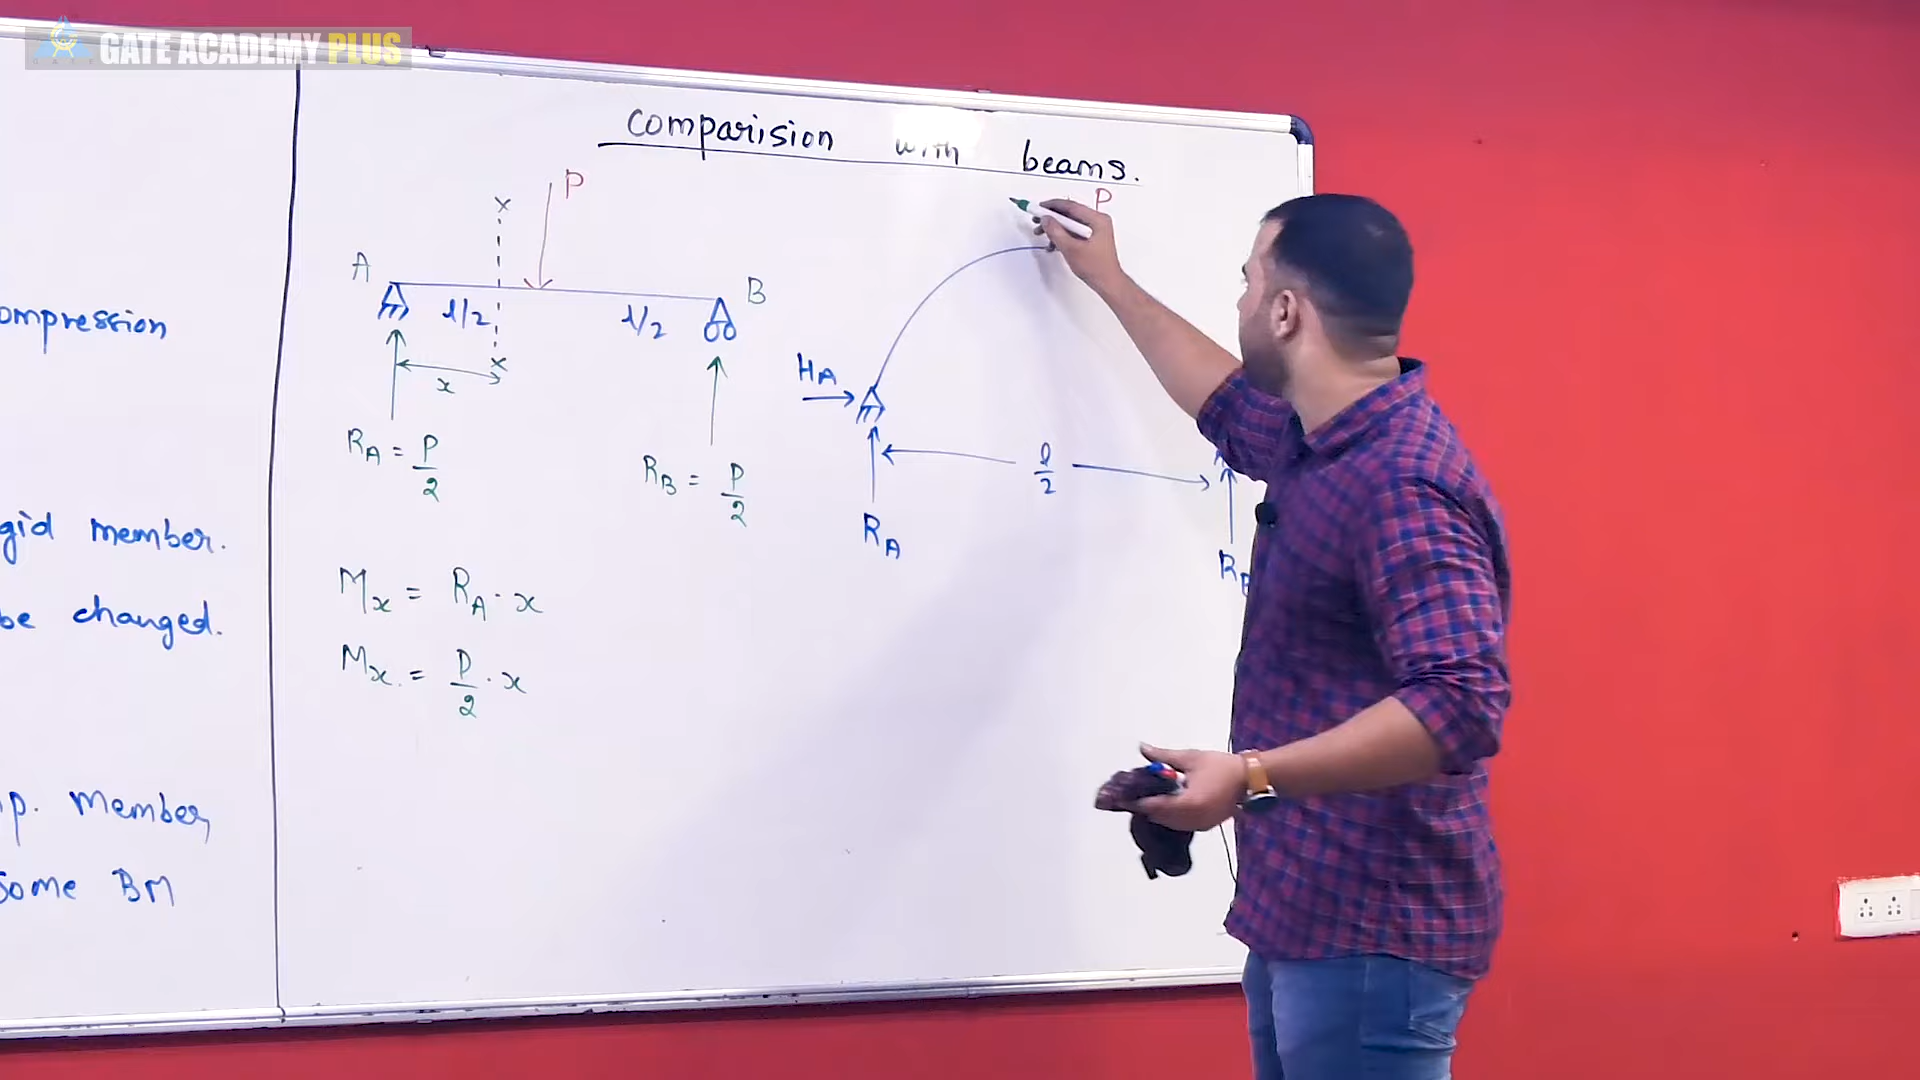 GATE ACADEMY PLUS
comparision with beams.
ompression
gid member.
be changed.
p. Member,
Some BM
x
P
A
B
l/2
l/2
x
x
RA = P/2
RB = P/2
Mx = RA · x
Mx. = P/2 · x
P
HA
l/2
RA
RB